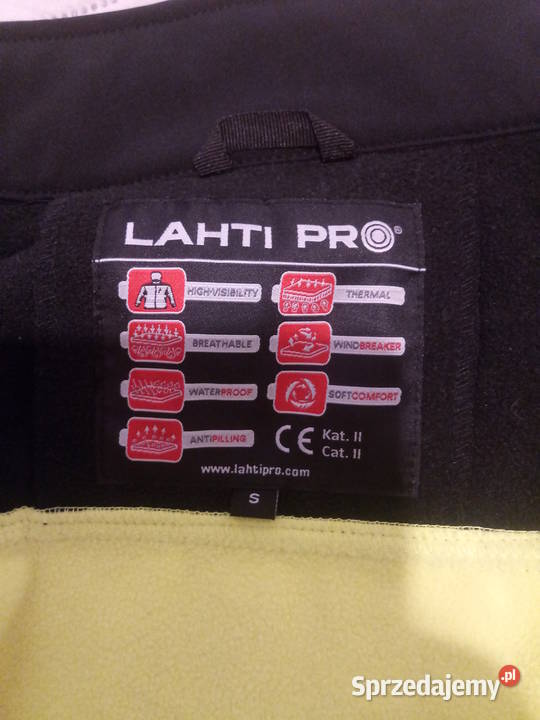 LAHTI PRO®
HIGH-VISIBILITY
THERMAL
BREATHABLE
WINDBREAKER
WATERPROOF
SOFTCOMFORT
ANTIPILLING
CE Kat. II
Cat. II
www.lahtipro.com
S
Sprzedajemy.pl